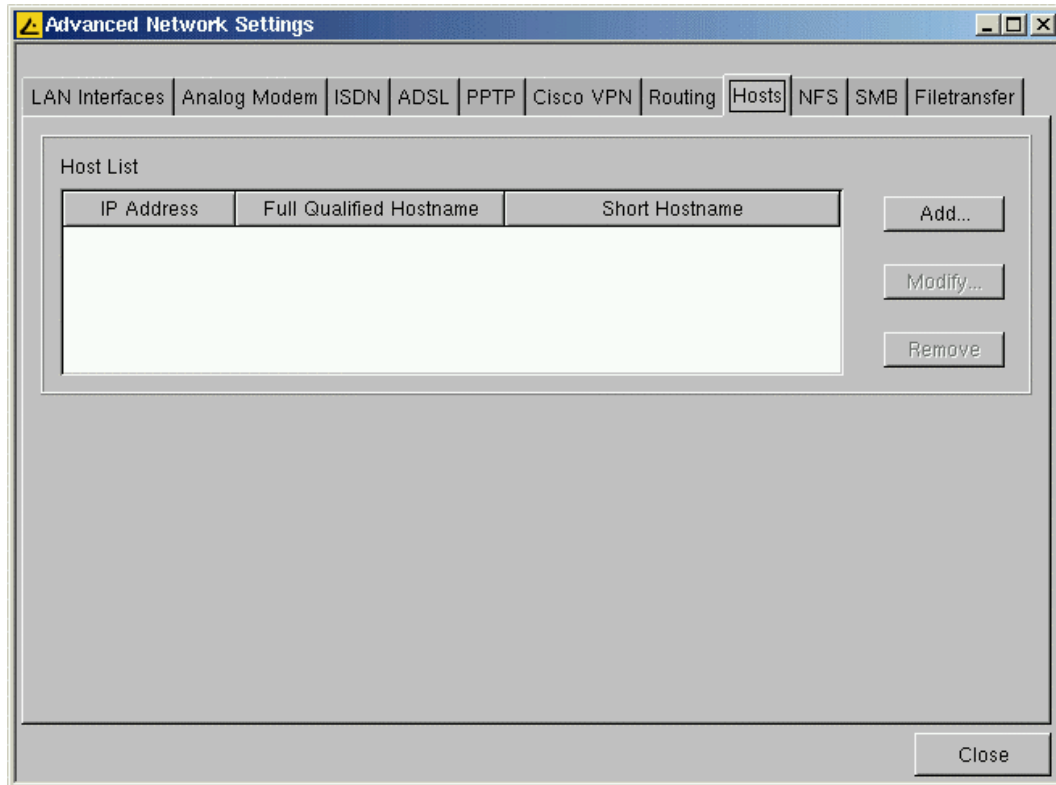 Advanced Network Settings
LAN Interfaces Analog Modem ISDN ADSL PPTP Cisco VPN Routing Hosts NFS SMB Filetransfer
Host List
IP Address Full Qualified Hostname Short Hostname
Add...
Modify...
Remove
Close